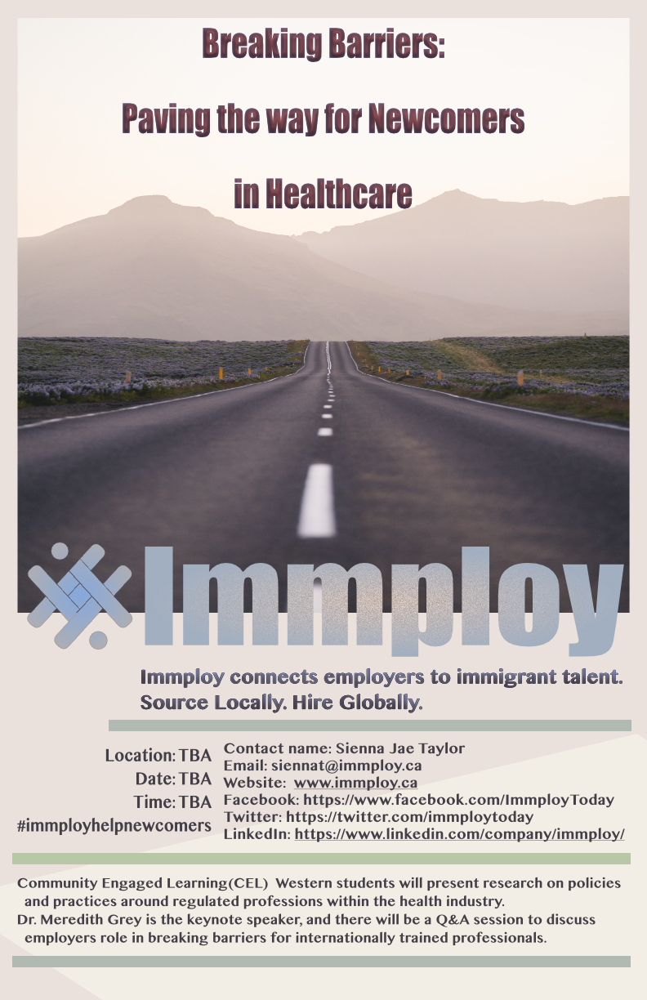 Breaking Barriers:
Paving the way for Newcomers
in Healthcare
Immploy
Immploy connects employers to immigrant talent.
Source Locally. Hire Globally.
Location: TBA
Date: TBA
Time: TBA
#immployhelpnewcomers
Contact name: Sienna Jae Taylor
Email: siennat@immploy.ca
Website:  www.immploy.ca
Facebook: https://www.facebook.com/ImmployToday
Twitter: https://twitter.com/immploytoday
LinkedIn: https://www.linkedin.com/company/immploy/
Community Engaged Learning(CEL)  Western students will present research on policies
and practices around regulated professions within the health industry.
Dr. Meredith Grey is the keynote speaker, and there will be a Q&A session to discuss
employers role in breaking barriers for internationally trained professionals.